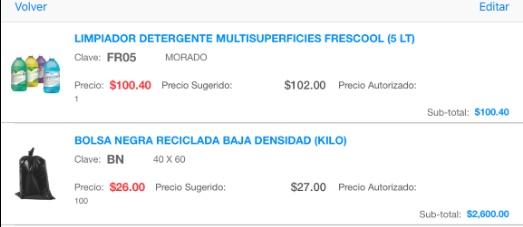 Volver Editar
LIMPIADOR DETERGENTE MULTISUPERFICIES FRESCOOL (5 LT)
Clave: FR05 MORADO
Precio: $100.40 Precio Sugerido: $102.00 Precio Autorizado:
1
Sub-total: $100.40
BOLSA NEGRA RECICLADA BAJA DENSIDAD (KILO)
Clave: BN 40 X 60
Precio: $26.00 Precio Sugerido: $27.00 Precio Autorizado:
100
Sub-total: $2,600.00